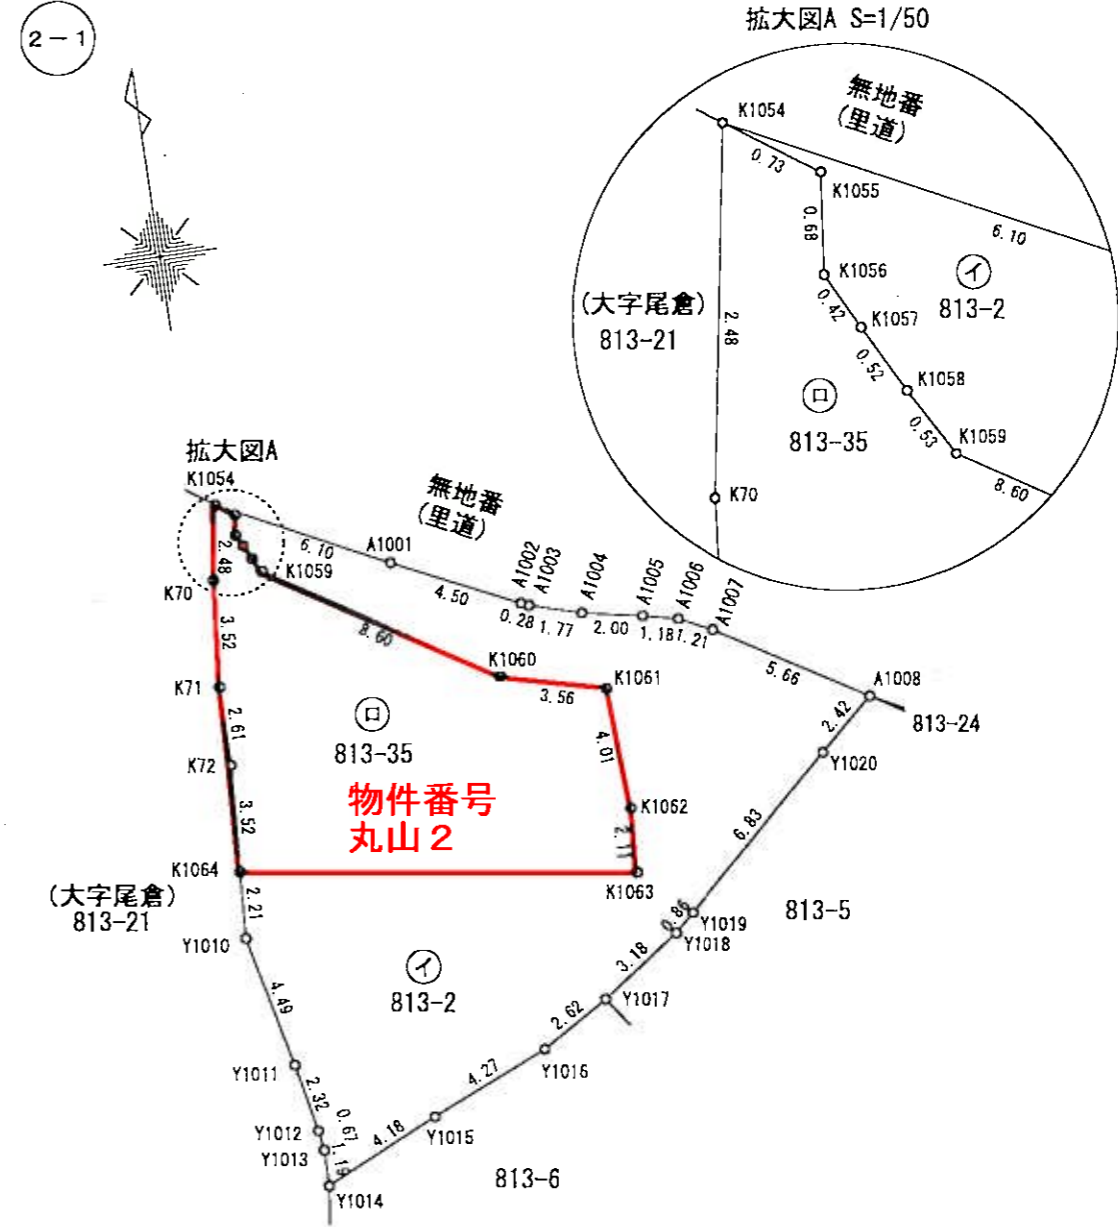 2-1
拡大図A S=1/50
無地番
(里道)
K1054
0.73
K1055
0.68
6.10
K1056
イ
813-2
0.42
K1057
(大字尾倉)
813-21
2.48
0.52
K1058
ロ
813-35
0.53
K1059
8.60
K70
拡大図A
K1054
無地番
(里道)
6.10
A1001
2.48
K1059
K70
4.50
A1002
A1003
A1004
A1005
A1006
A1007
0.28
1.77
2.00
1.18
1.21
3.52
8.60
K1060
K1061
3.56
5.66
A1008
K71
2.42
813-24
2.61
ロ
813-35
4.01
K72
Y1020
物件番号
丸山2
K1062
3.52
2.11
6.83
K1064
K1063
(大字尾倉)
813-21
2.21
0.86
Y1019
813-5
Y1018
Y1010
3.18
イ
813-2
4.49
Y1017
2.62
Y1016
Y1011
4.27
2.32
0.67
4.18
Y1015
Y1012
Y1013
1.19
813-6
Y1014